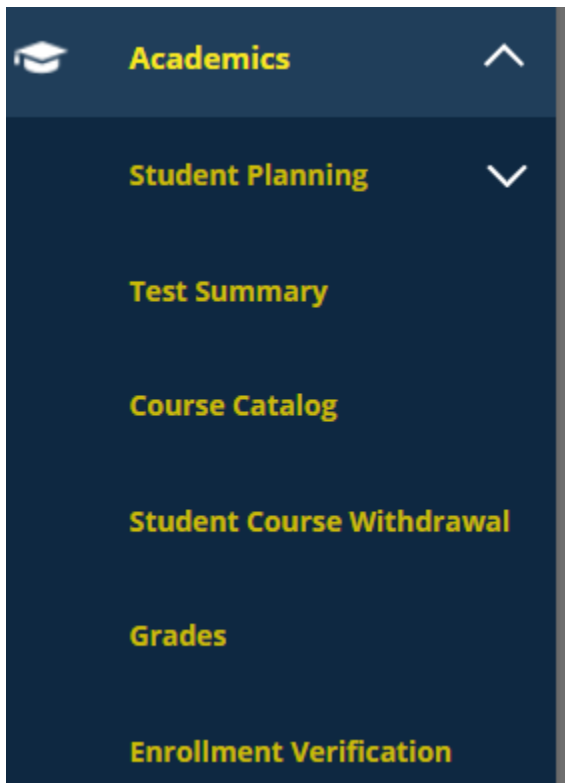 Academics
Student Planning
Test Summary
Course Catalog
Student Course Withdrawal
Grades
Enrollment Verification